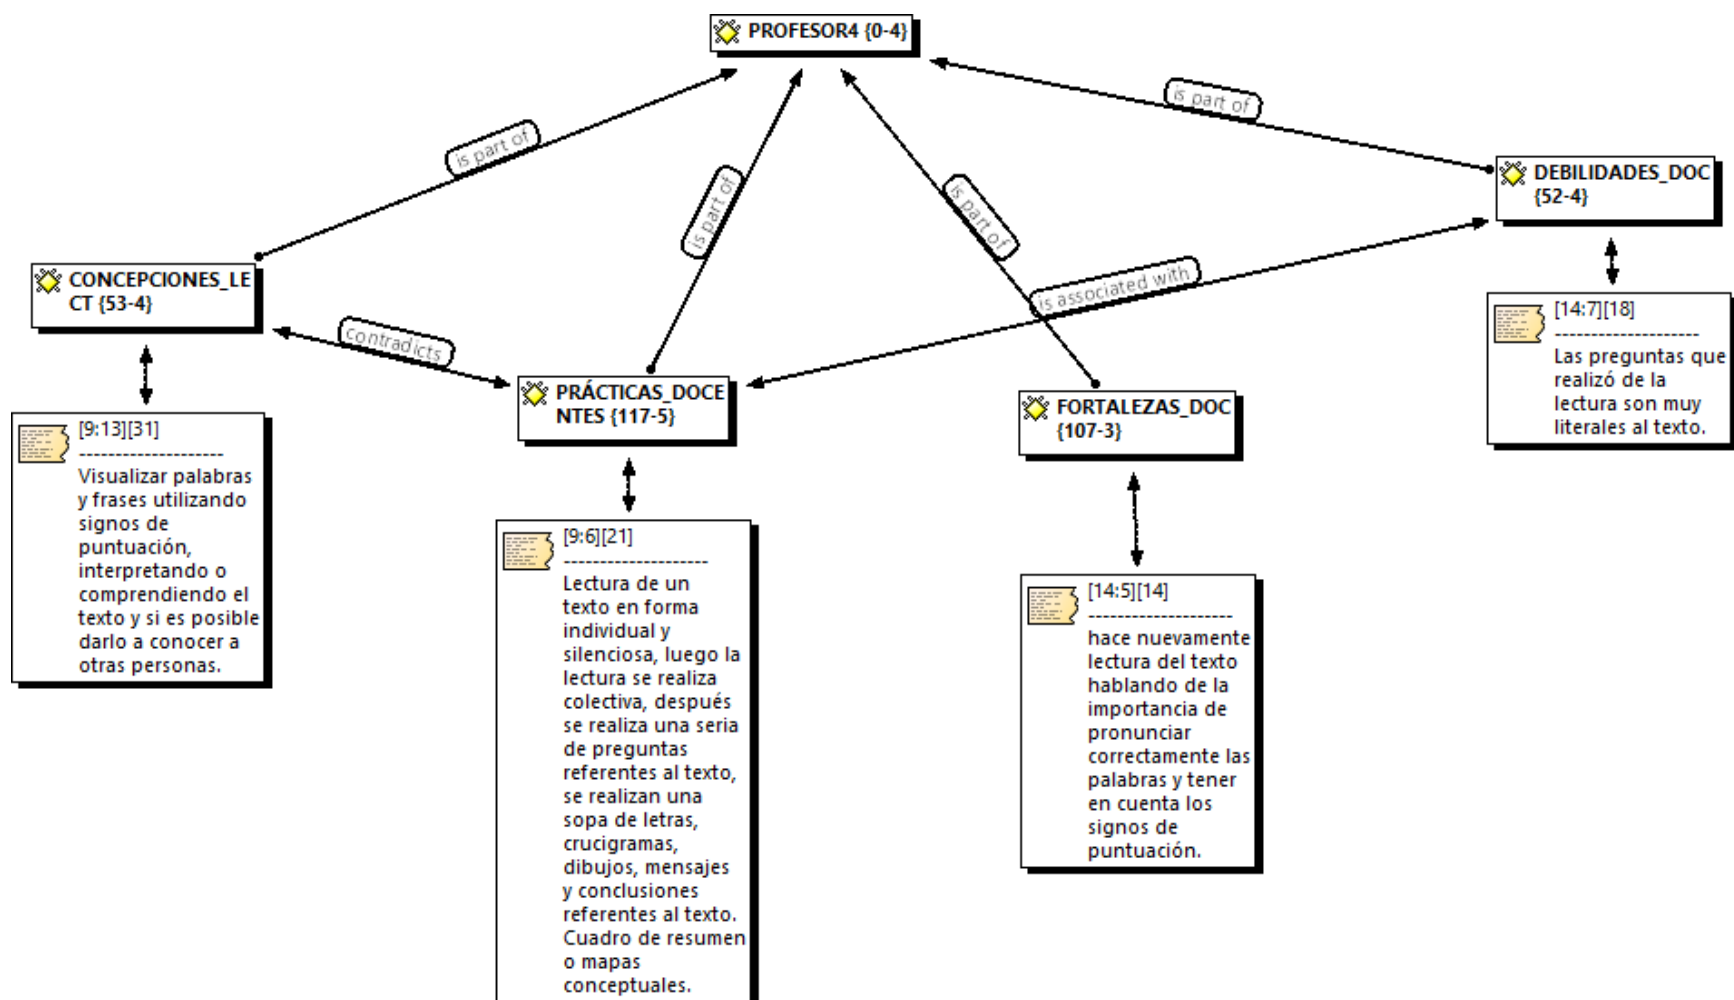 PROFESOR4 {0-4}
is part of
is part of
is part of
is part of
DEBILIDADES_DOC
{52-4}
is associated with
CONCEPCIONES_LE
CT {53-4}
contradicts
PRÁCTICAS_DOCE
NTES {117-5}
FORTALEZAS_DOC
{107-3}
[14:7][18]
--------------------
Las preguntas que
realizó de la
lectura son muy
literales al texto.
[9:13][31]
--------------------
Visualizar palabras
y frases utilizando
signos de
puntuación,
interpretando o
comprendiendo el
texto y si es posible
darlo a conocer a
otras personas.
[9:6][21]
--------------------
Lectura de un
texto en forma
individual y
silenciosa, luego la
lectura se realiza
colectiva, después
se realiza una seria
de preguntas
referentes al texto,
se realizan una
sopa de letras,
crucigramas,
dibujos, mensajes
y conclusiones
referentes al texto.
Cuadro de resumen
o mapas
conceptuales.
[14:5][14]
--------------------
hace nuevamente
lectura del texto
hablando de la
importancia de
pronunciar
correctamente las
palabras y tener
en cuenta los
signos de
puntuación.